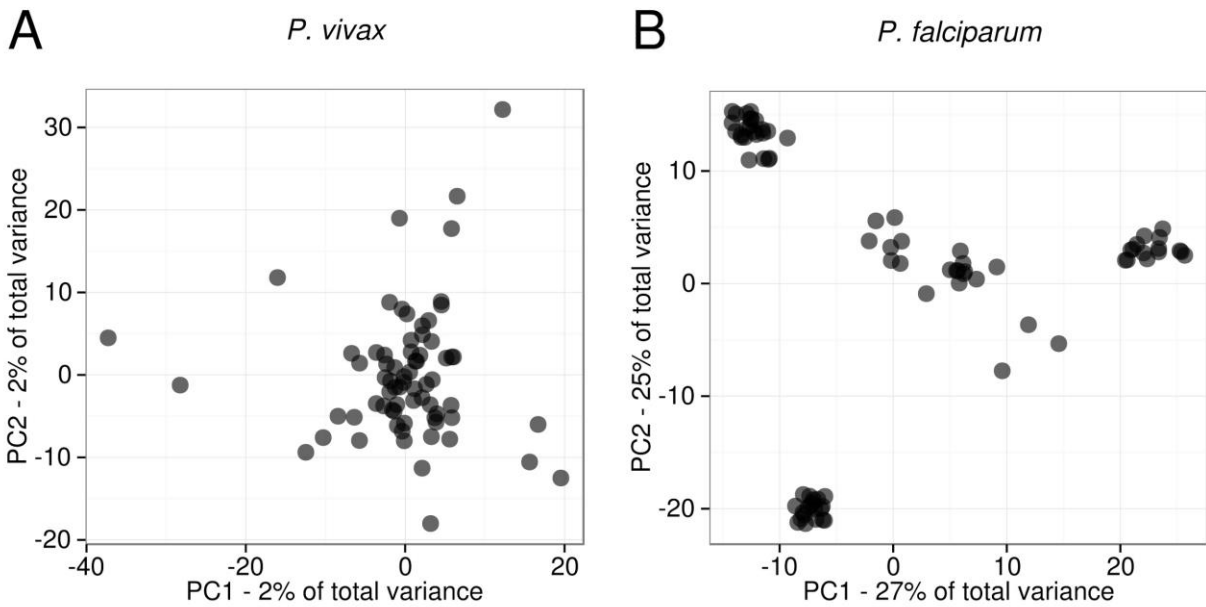 A
P. vivax
PC2 - 2% of total variance
30
20
10
0
-10
-20
-40
-20
0
20
PC1 - 2% of total variance
B
P. falciparum
PC2 - 25% of total variance
10
0
-10
-20
-10
0
10
20
PC1 - 27% of total variance